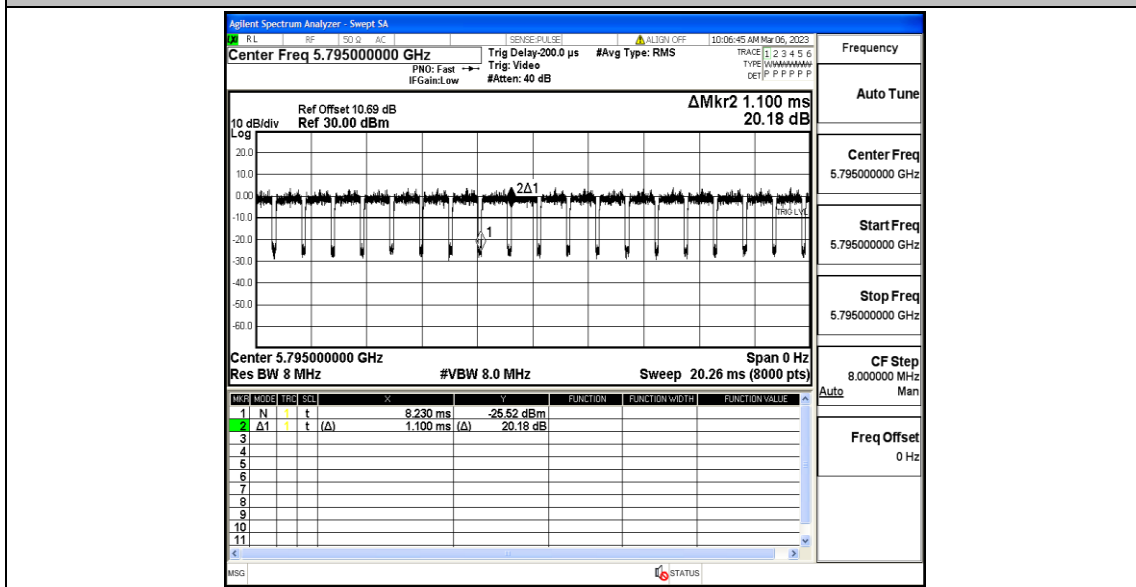 Agilent Spectrum Analyzer - Swept SA
RL RF 50 Ω AC SENSE:PULSE ALIGN OFF 10:06:45 AM Mar 06, 2023
Center Freq 5.795000000 GHz
PNO: Fast
IFGain:Low
Trig Delay-200.0 µs
Trig: Video
#Atten: 40 dB
#Avg Type: RMS
TRACE 1 2 3 4 5 6
TYPE
DET P P P P P P
Ref Offset 10.69 dB
10 dB/div Ref 30.00 dBm
Log
ΔMkr2 1.100 ms
20.18 dB
20.0
10.0
0.00
-10.0
-20.0
-30.0
-40.0
-50.0
-60.0
2Δ1
1
TRIG LVL
Center 5.795000000 GHz Span 0 Hz
Res BW 8 MHz #VBW 8.0 MHz Sweep 20.26 ms (8000 pts)
MKR MODE TRC SCL X Y FUNCTION FUNCTION WIDTH FUNCTION VALUE
1 N 1 t 8.230 ms -25.52 dBm
2 Δ1 1 t (Δ) 1.100 ms (Δ) 20.18 dB
3
4
5
6
7
8
9
10
11
MSG STATUS
Frequency
Auto Tune
Center Freq
5.795000000 GHz
Start Freq
5.795000000 GHz
Stop Freq
5.795000000 GHz
CF Step
8.000000 MHz
Auto Man
Freq Offset
0 Hz